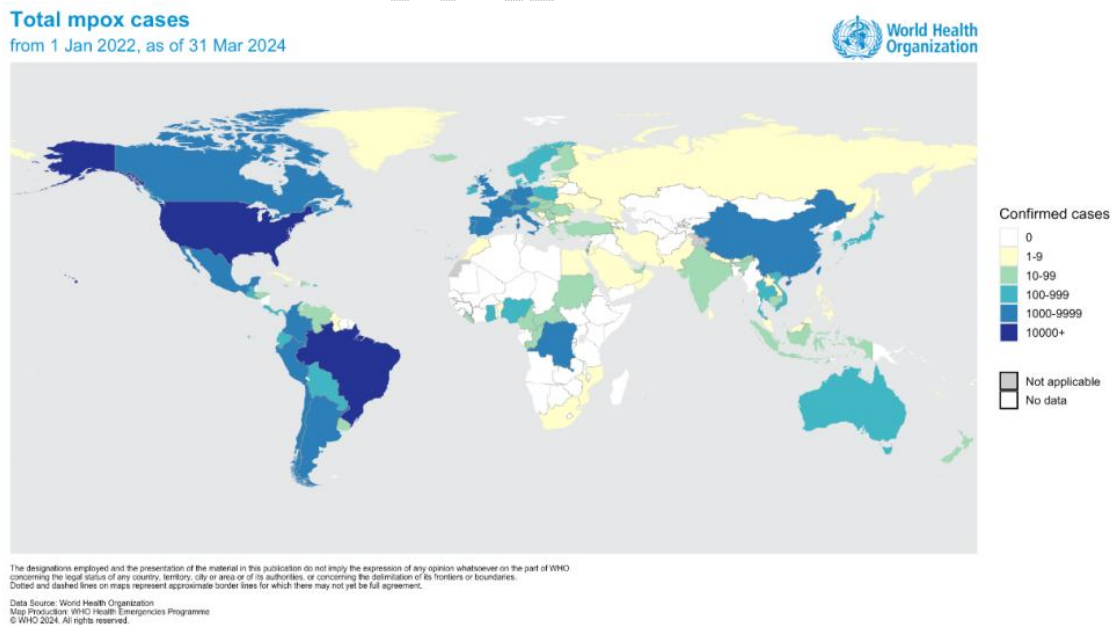 Total mpox cases
from 1 Jan 2022, as of 31 Mar 2024
World Health
Organization
Confirmed cases
0
1-9
10-99
100-999
1000-9999
10000+
Not applicable
No data
The designations employed and the presentation of the material in this publication do not imply the expression of any opinion whatsoever on the part of WHO
concerning the legal status of any country, territory, city or area or of its authorities, or concerning the delimitation of its frontiers or boundaries.
Dotted and dashed lines on maps represent approximate border lines for which there may not yet be full agreement.
Data Source: World Health Organization
Map Production: WHO Health Emergencies Programme
© WHO 2024. All rights reserved.